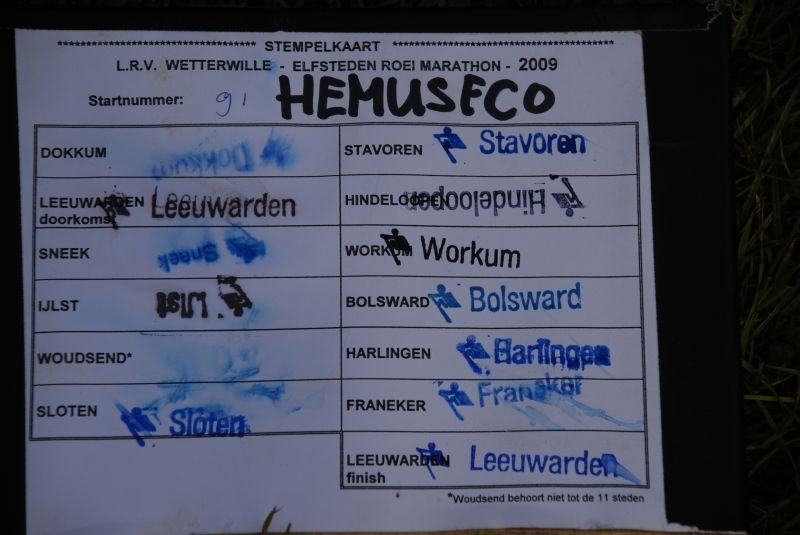 ************************************ STEMPELKAART ****************************************
L.R.V. WETTERWILLE - ELFSTEDEN ROEI MARATHON - 2009
Startnummer: 91 HEMUSFCO
DOKKUM Dokkum
LEEUWARDEN doorkomst Leeuwarden
SNEEK Sneek
IJLST IJlst
WOUDSEND*
SLOTEN Sloten
STAVOREN Stavoren
HINDELOOPEN Hindeloopen
WORKUM Workum
BOLSWARD Bolsward
HARLINGEN Harlingen
FRANEKER Franeker
LEEUWARDEN finish Leeuwarden
*Woudsend behoort niet tot de 11 steden